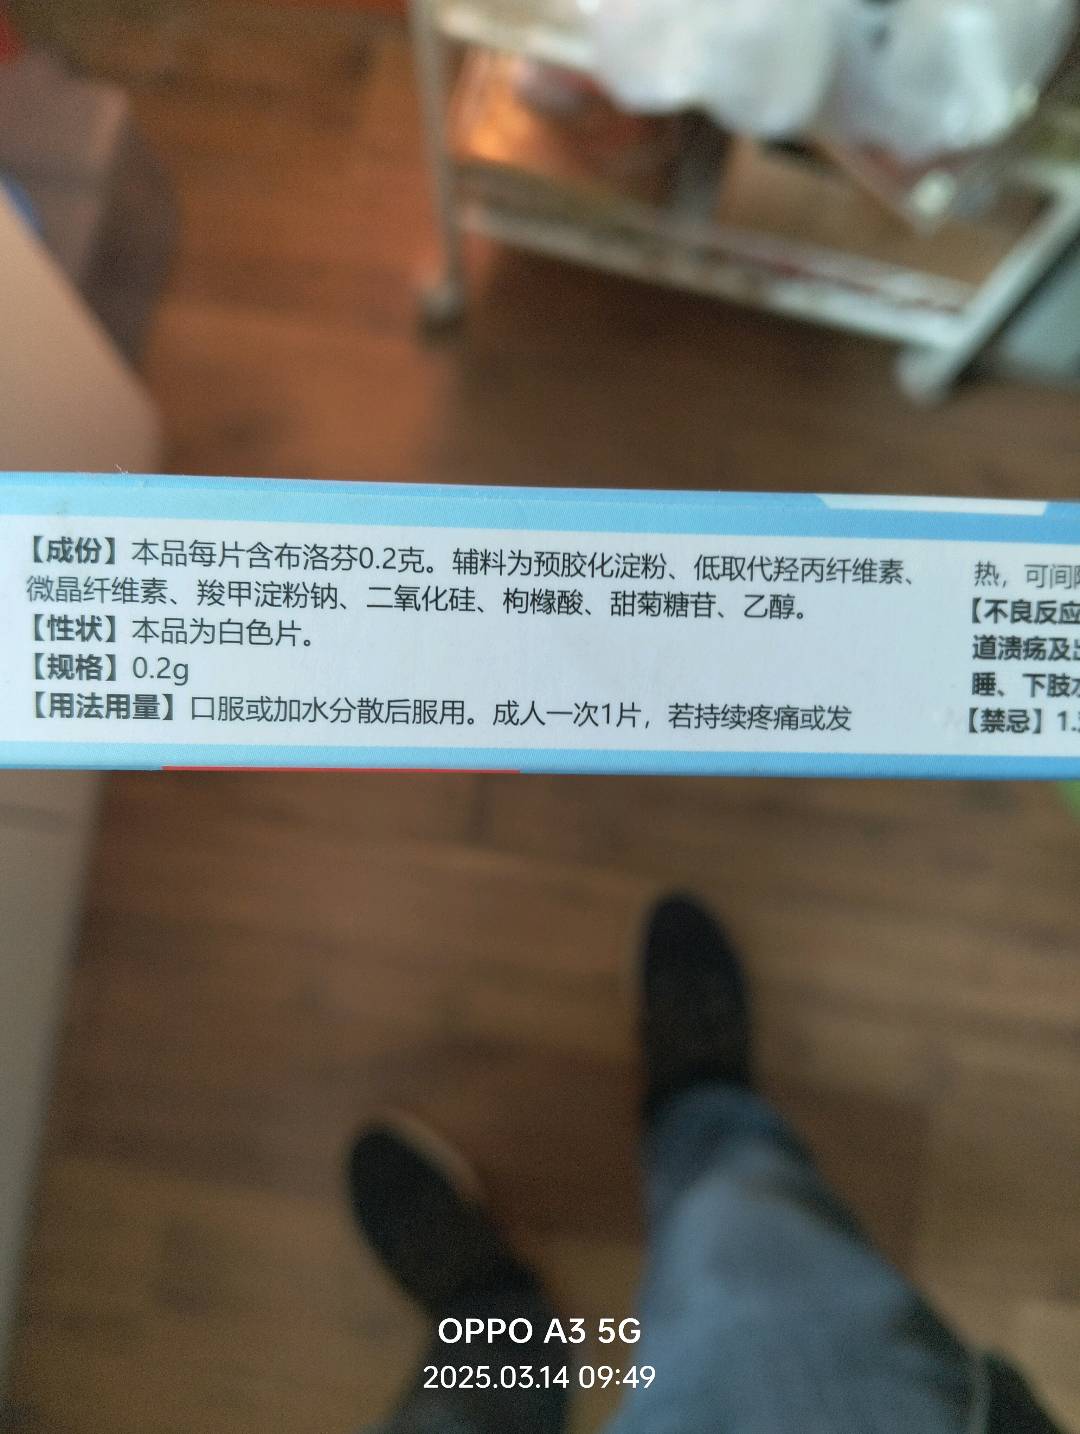 【成份】本品每片含布洛芬0.2克。辅料为预胶化淀粉、低取代羟丙纤维素、
微晶纤维素、羧甲淀粉钠、二氧化硅、枸橼酸、甜菊糖苷、乙醇。
【性状】本品为白色片。
【规格】0.2g
【用法用量】口服或加水分散后服用。成人一次1片，若持续疼痛或发
热，可间
【不良反应
道溃疡及
睡、下肢
【禁忌】1.
OPPO A3 5G
2025.03.14 09:49